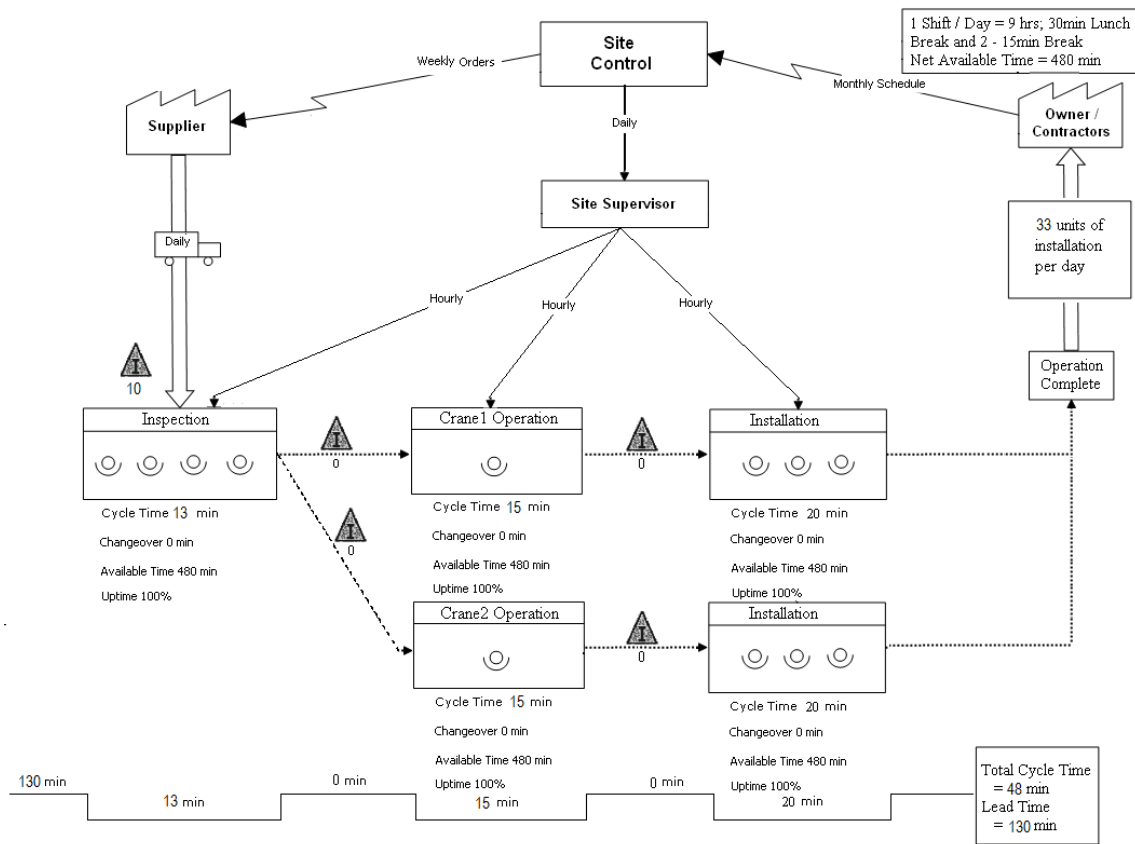 1 Shift / Day = 9 hrs; 30min Lunch
Break and 2 - 15min Break
Net Available Time = 480 min
Site
Control
Weekly Orders
Monthly Schedule
Supplier
Owner /
Contractors
Daily
Site Supervisor
Daily
33 units of
installation
per day
Hourly
Hourly
Hourly
I
10
Operation
Complete
Inspection
I
0
Crane1 Operation
I
0
Installation
Cycle Time 13 min
Changeover 0 min
Available Time 480 min
Uptime 100%
I
0
Cycle Time 15 min
Changeover 0 min
Available Time 480 min
Uptime 100%
Cycle Time 20 min
Changeover 0 min
Available Time 480 min
Uptime 100%
Crane2 Operation
I
0
Installation
Cycle Time 15 min
Changeover 0 min
Available Time 480 min
Uptime 100%
Cycle Time 20 min
Changeover 0 min
Available Time 480 min
Uptime 100%
130 min
13 min
0 min
15 min
0 min
20 min
Total Cycle Time
= 48 min
Lead Time
= 130 min